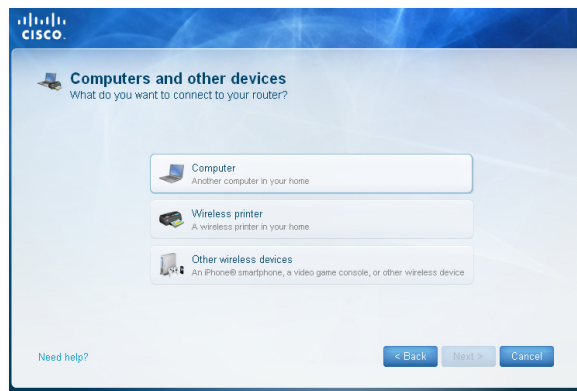 CISCO.
Computers and other devices
What do you want to connect to your router?
Computer
Another computer in your home
Wireless printer
A wireless printer in your home
Other wireless devices
An iPhone® smartphone, a video game console, or other wireless device
Need help?
< Back Next > Cancel